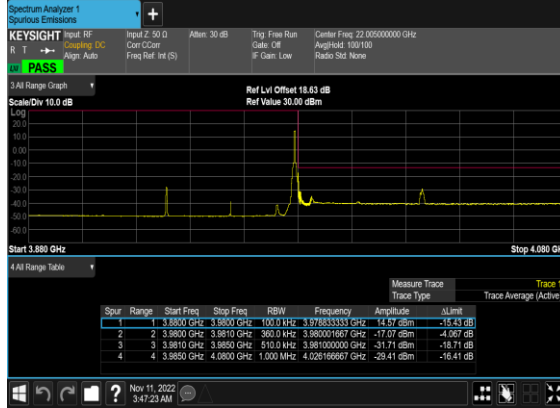 Spectrum Analyzer 1
Spurious Emissions
+
KEYSIGHT Input: RF Input Z: 50 Ω Atten: 30 dB Trig: Free Run Center Freq: 22.005000000 GHz
R T Coupling: DC Corr CCorr Gate: Off Avg|Hold: 100/100
Align: Auto Freq Ref: Int (S) IF Gain: Low Radio Std: None
PASS
3 All Range Graph
Ref Lvl Offset 18.63 dB
Scale/Div 10.0 dB Ref Value 30.00 dBm
Log
20.0
10.0
0.00
-10.0
-20.0
-30.0
-40.0
-50.0
-60.0
Start 3.880 GHz Stop 4.080 GH
4 All Range Table
Measure Trace Trace 1
Trace Type Trace Average (Active
Spur Range Start Freq Stop Freq RBW Frequency Amplitude ΔLimit
1 1 3.8800 GHz 3.9800 GHz 100.0 kHz 3.978833333 GHz 14.57 dBm -15.43 dB
2 2 3.9800 GHz 3.9810 GHz 360.0 kHz 3.980001667 GHz -17.07 dBm -4.067 dB
3 3 3.9810 GHz 3.9850 GHz 510.0 kHz 3.981000000 GHz -31.71 dBm -18.71 dB
4 4 3.9850 GHz 4.0800 GHz 1.000 MHz 4.026166667 GHz -29.41 dBm -16.41 dB
? Nov 11, 2022
3:47:23 AM